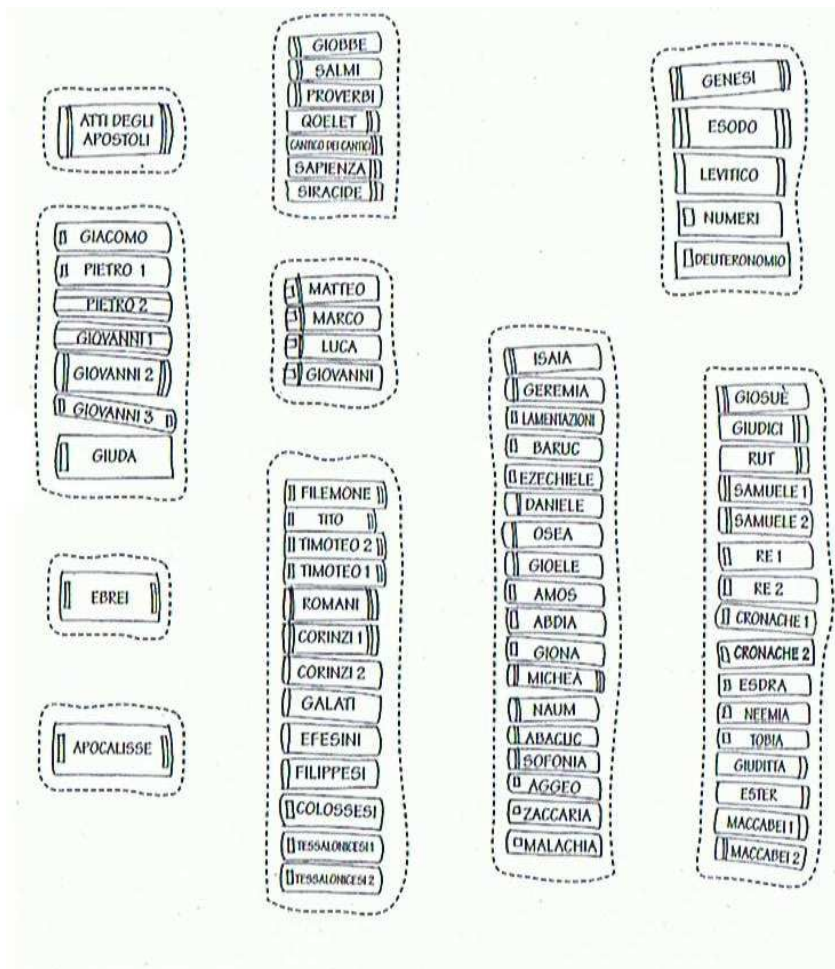 ATTI DEGLI
APOSTOLI
GIACOMO
PIETRO 1
PIETRO 2
GIOVANNI 1
GIOVANNI 2
GIOVANNI 3
GIUDA
EBREI
APOCALISSE
GIOBBE
SALMI
PROVERBI
QOELET
CANTICO DEI CANTICI
SAPIENZA
SIRACIDE
MATTEO
MARCO
LUCA
GIOVANNI
FILEMONE
TITO
TIMOTEO 2
TIMOTEO 1
ROMANI
CORINZI 1
CORINZI 2
GALATI
EFESINI
FILIPPESI
COLOSSESI
TESSALONICESI 1
TESSALONICESI 2
ISAIA
GEREMIA
LAMENTAZIONI
BARUC
EZECHIELE
DANIELE
OSEA
GIOELE
AMOS
ABDIA
GIONA
MICHEA
NAUM
ABACUC
SOFONIA
AGGEO
ZACCARIA
MALACHIA
GENESI
ESODO
LEVITICO
NUMERI
DEUTERONOMIO
GIOSUÈ
GIUDICI
RUT
SAMUELE 1
SAMUELE 2
RE 1
RE 2
CRONACHE 1
CRONACHE 2
ESDRA
NEEMIA
TOBIA
GIUDITTA
ESTER
MACCABEI 1
MACCABEI 2